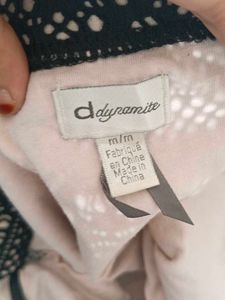 d dynamite
m/m
Fabriqué
en Chine
Made in
China